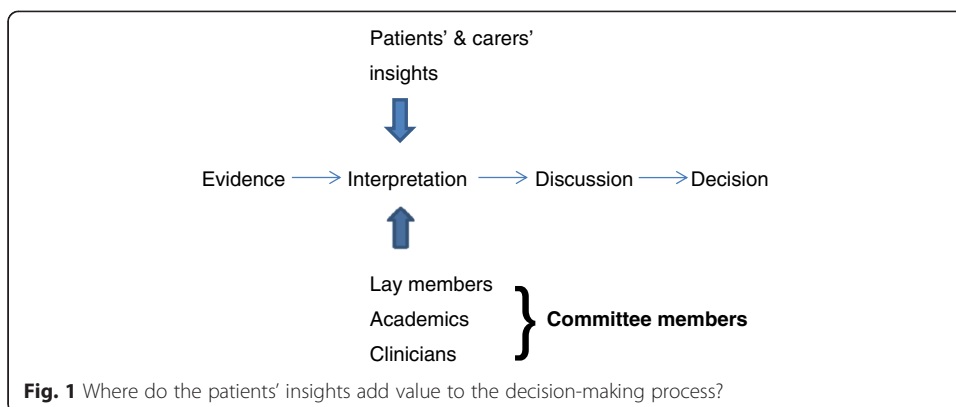 Patients' & carers'
insights
Evidence Interpretation Discussion Decision
Lay members
Academics
Clinicians
Committee members
Fig. 1 Where do the patients' insights add value to the decision-making process?